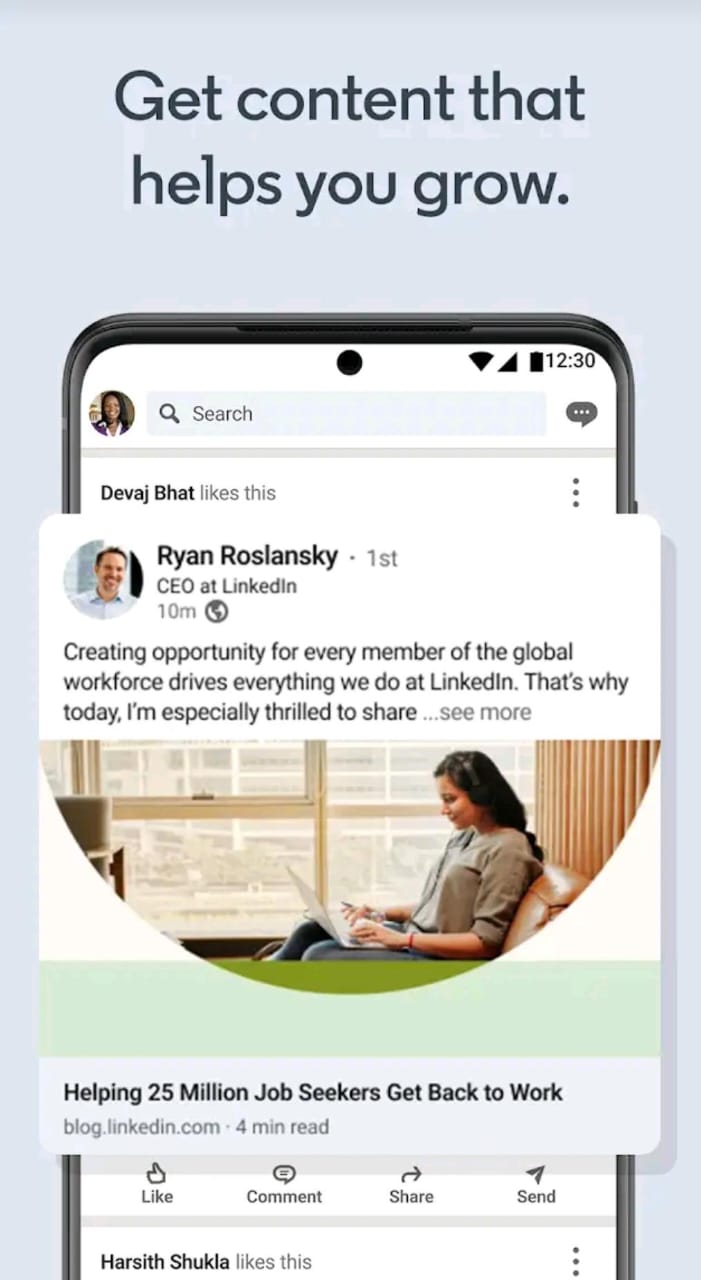 Get content that
helps you grow.
12:30
Search
Devaj Bhat likes this
Ryan Roslansky · 1st
CEO at LinkedIn
10m
Creating opportunity for every member of the global
workforce drives everything we do at LinkedIn. That's why
today, I'm especially thrilled to share ...see more
Helping 25 Million Job Seekers Get Back to Work
blog.linkedin.com · 4 min read
Like Comment Share Send
Harsith Shukla likes this